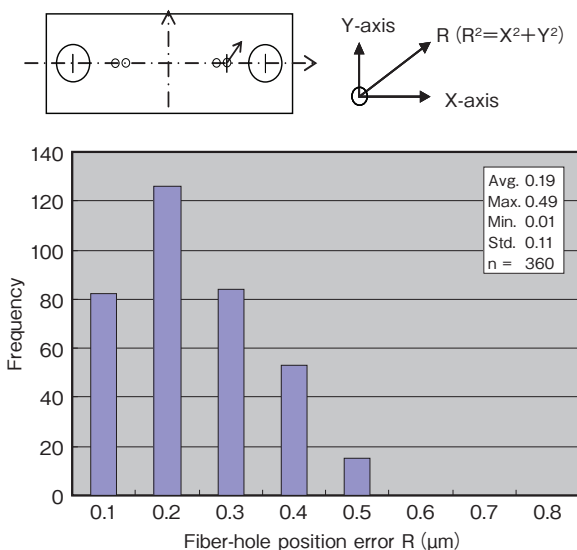 Y-axis
R (R²=X²+Y²)
X-axis
140
120
100
80
60
40
20
0
Frequency
Avg. 0.19
Max. 0.49
Min. 0.01
Std. 0.11
n = 360
0.1 0.2 0.3 0.4 0.5 0.6 0.7 0.8
Fiber-hole position error R (μm)